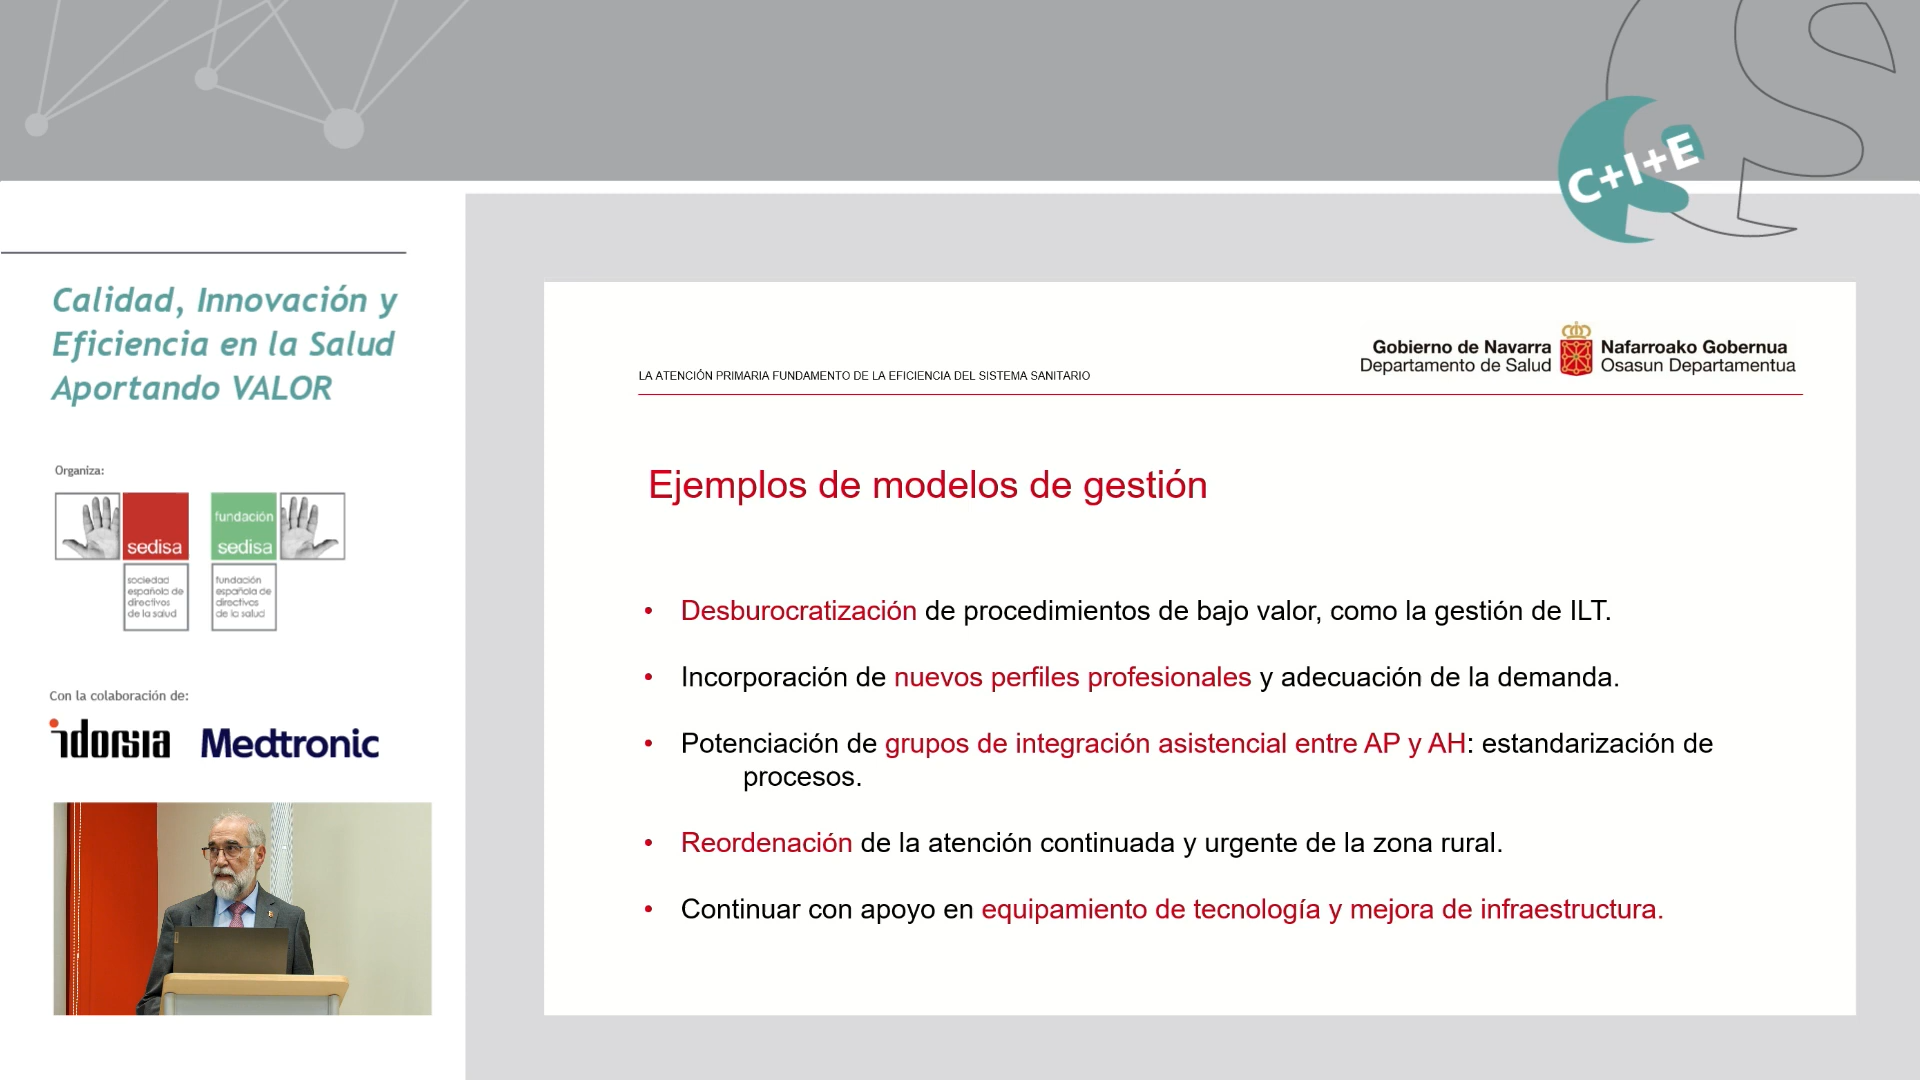 C+I+E
Calidad, Innovación y
Eficiencia en la Salud
Aportando VALOR
Organiza:
sedisa
sociedad
española de
directivos
de la salud
fundación
sedisa
fundación
española de
directivos
de la salud
Con la colaboración de:
idorsia
Medtronic
LA ATENCIÓN PRIMARIA FUNDAMENTO DE LA EFICIENCIA DEL SISTEMA SANITARIO
Gobierno de Navarra
Departamento de Salud
Nafarroako Gobernua
Osasun Departamentua
Ejemplos de modelos de gestión
• Desburocratización de procedimientos de bajo valor, como la gestión de ILT.
• Incorporación de nuevos perfiles profesionales y adecuación de la demanda.
• Potenciación de grupos de integración asistencial entre AP y AH: estandarización de
procesos.
• Reordenación de la atención continuada y urgente de la zona rural.
• Continuar con apoyo en equipamiento de tecnología y mejora de infraestructura.